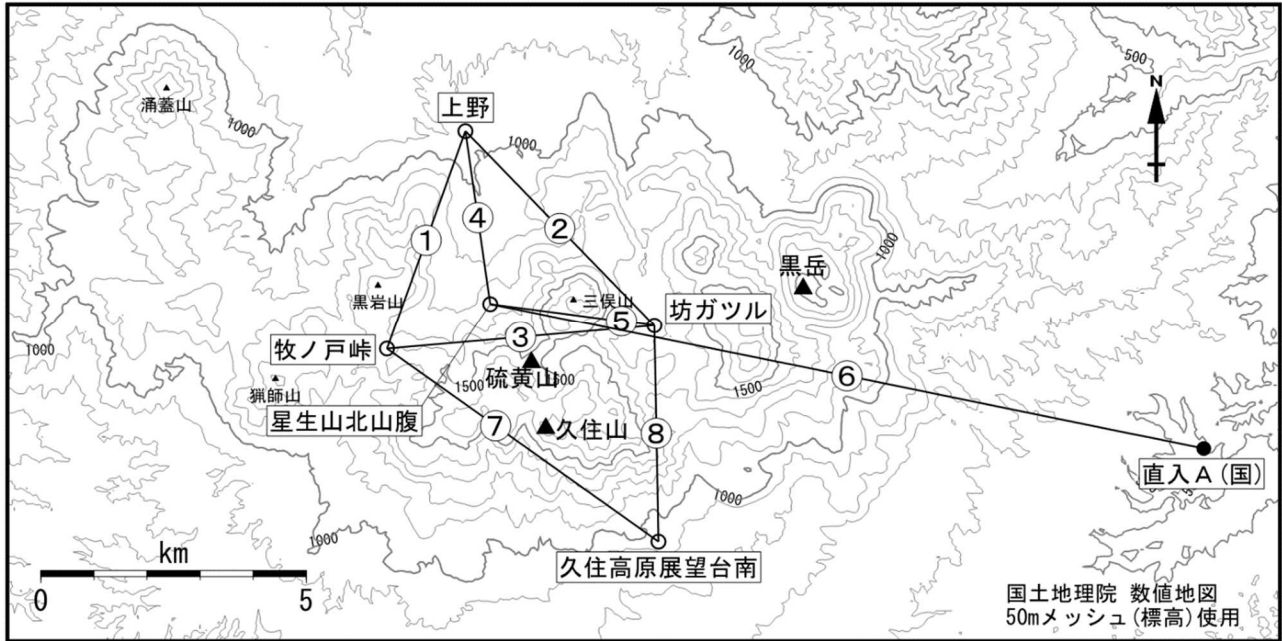 1000
500
N
涌蓋山
上野
1000
1000
④
②
①
1000
黒岳
黒岩山
三俣山
⑤
坊ガツル
牧ノ戸峠
③
1000
硫黄山
1500
1500
1500
⑥
猟師山
星生山北山腹
⑦
久住山
⑧
直入A(国)
1000
1000
km
0
5
久住高原展望台南
国土地理院 数値地図
50mメッシュ(標高)使用